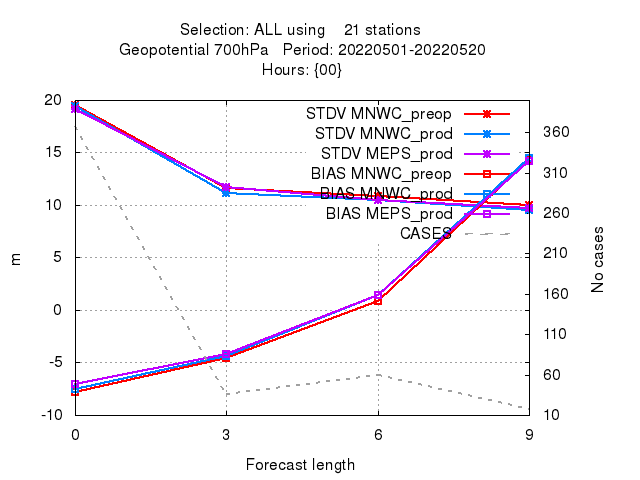 Selection: ALL using    21 stations
Geopotential 700hPa   Period: 20220501-20220520
Hours: {00}
STDV MNWC_preop
STDV MNWC_prod
STDV MEPS_prod
BIAS MNWC_preop
BIAS MNWC_prod
BIAS MEPS_prod
CASES
20
15
10
5
0
-5
-10
m
360
310
260
210
160
110
60
10
No cases
0 3 6 9
Forecast length